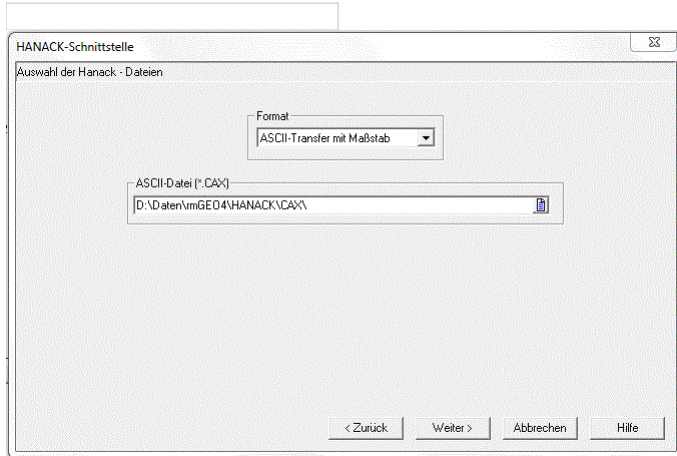 HANACK-Schnittstelle
Auswahl der Hanack - Dateien
Format
ASCII-Transfer mit Maßstab
ASCII-Datei (*.CAX)
D:\Daten\rmGEO4\HANACK\CAX\
< Zurück Weiter > Abbrechen Hilfe